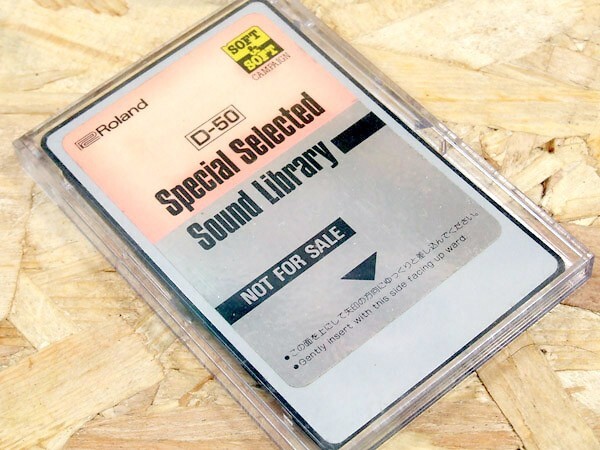 SOFT
&
SOFT
CAMPAIGN
Roland
D-50
Special Selected
Sound Library
NOT FOR SALE
●この面を上にして矢印の方向にゆっくりと差し込んでください。
●Gently insert with this side facing up ward.